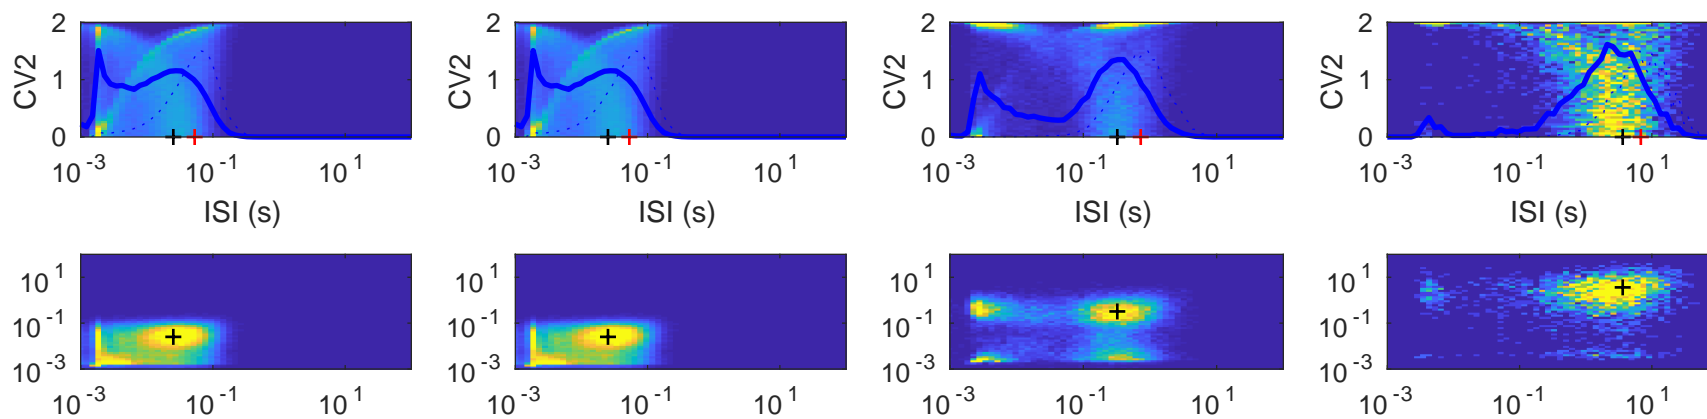 2 2 2 2
CV2 CV2 CV2 CV2
1 1 1 1
0 0 0 0
10^-3 10^-1 10^1 10^-3 10^-1 10^1 10^-3 10^-1 10^1 10^-3 10^-1 10^1
ISI (s) ISI (s) ISI (s) ISI (s)
10^1 10^1 10^1 10^1
10^-1 10^-1 10^-1 10^-1
10^-3 10^-3 10^-3 10^-3
10^-3 10^-1 10^1 10^-3 10^-1 10^1 10^-3 10^-1 10^1 10^-3 10^-1 10^1